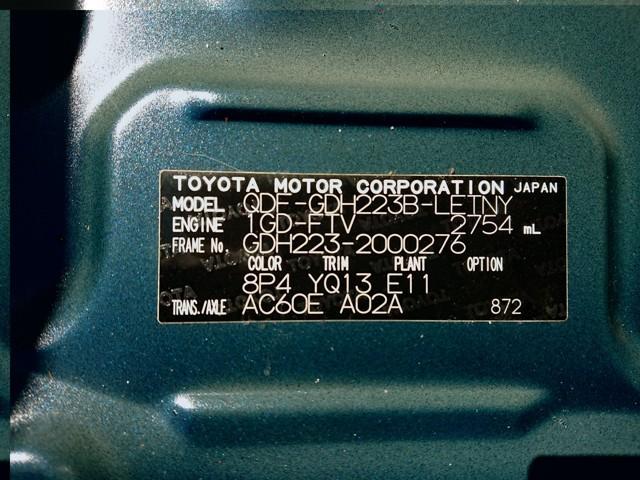 TOYOTA MOTOR CORPORATION JAPAN
MODEL QDF-GDH223B-LETNY
ENGINE 1GD-FTV 2754 mL
FRAME No. GDH223-2000276
COLOR TRIM PLANT OPTION
8P4 YQ13 E11
TRANS./AXLE AC60E A02A 872